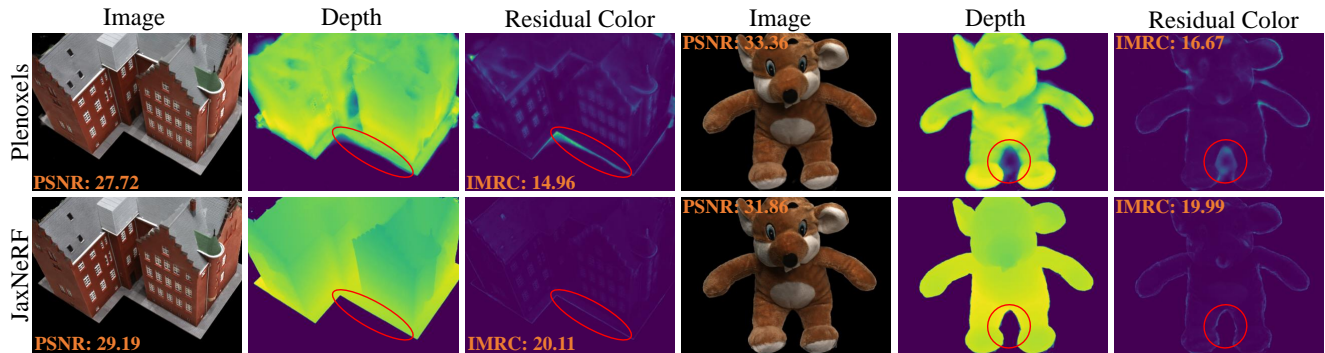 Image Depth Residual Color Image Depth Residual Color
Plenoxels
PSNR: 27.72
IMRC: 14.96
PSNR: 33.36
IMRC: 16.67
JaxNeRF
PSNR: 29.19
IMRC: 20.11
PSNR: 31.86
IMRC: 19.99